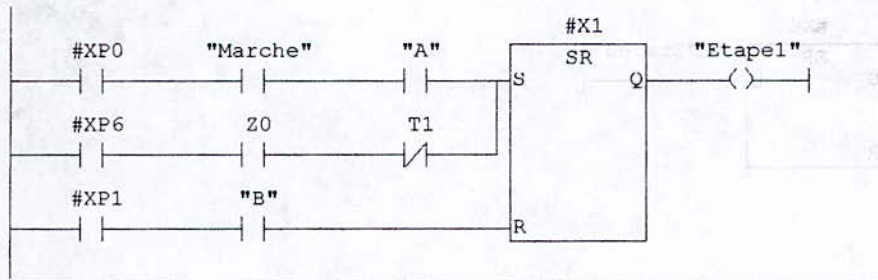 #X1
#XP0 "Marche" "A" SR "Etape1"
S Q
#XP6 Z0 T1
#XP1 "B"
R